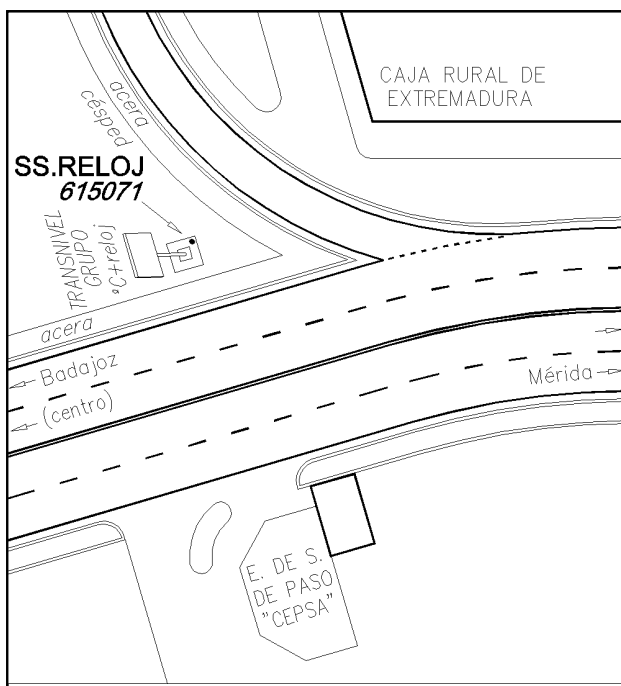 CAJA RURAL DE
EXTREMADURA
acera
césped
SS.RELOJ
615071
TRANSNIVEL
GRUPO
ºC+reloj
acera
Badajoz
(centro)
Mérida
E. DE S.
DE PASO
"CEPSA"